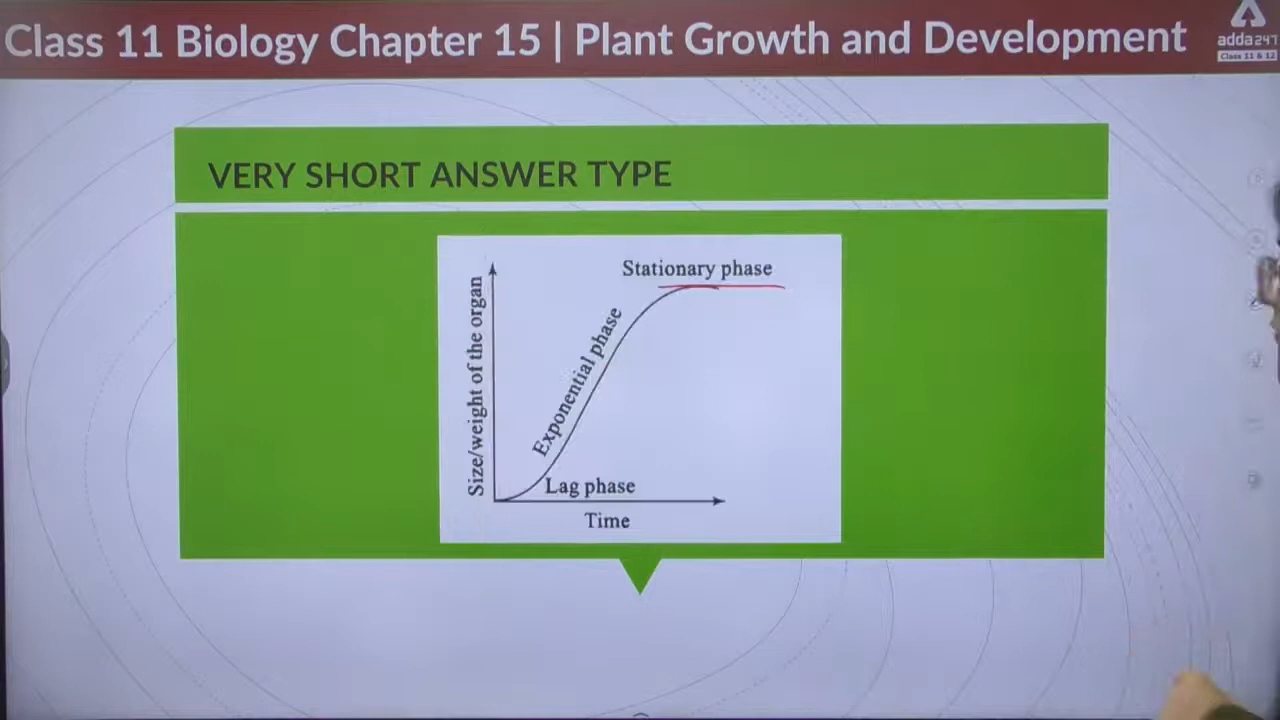 Class 11 Biology Chapter 15 | Plant Growth and Development
adda247
Class 11 & 12
VERY SHORT ANSWER TYPE
Stationary phase
Size/weight of the organ
Exponential phase
Lag phase
Time